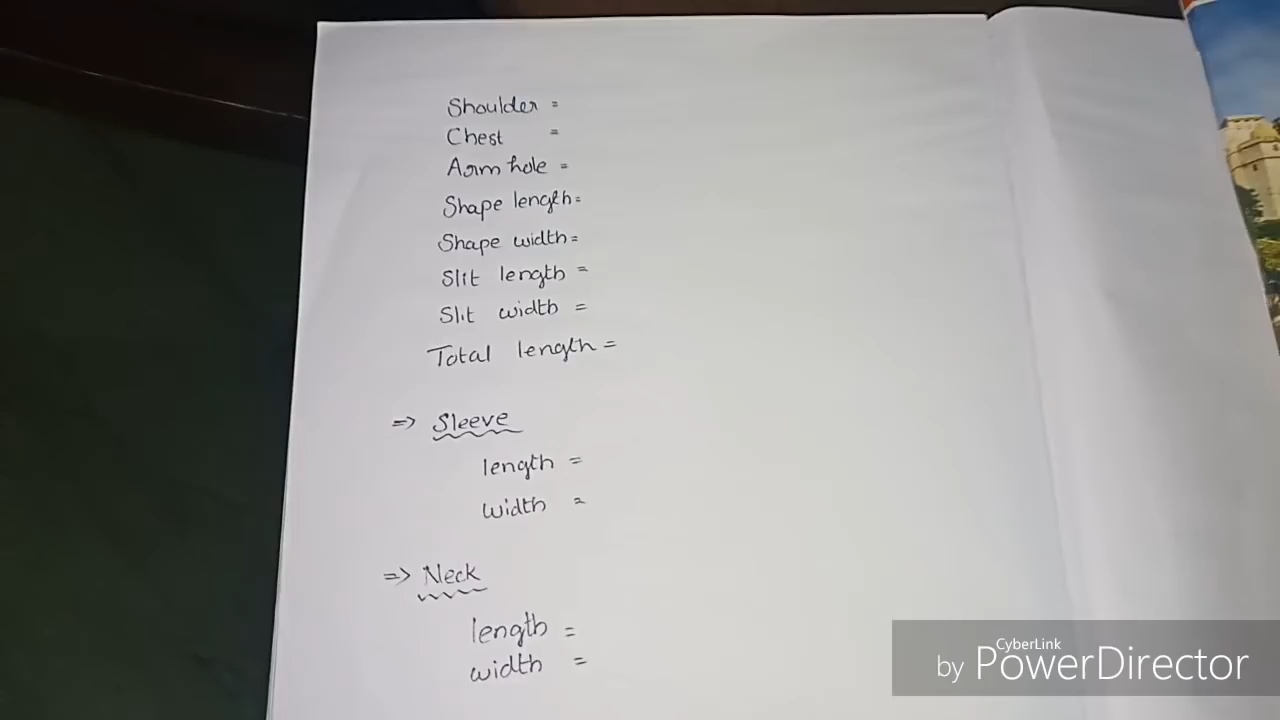 Shoulder =
Chest =
Arm hole =
Shape length=
Shape width=
Slit length =
Slit width =
Total length =
=> Sleeve
length =
width =
=> Neck
length =
width =
CyberLink
by PowerDirector